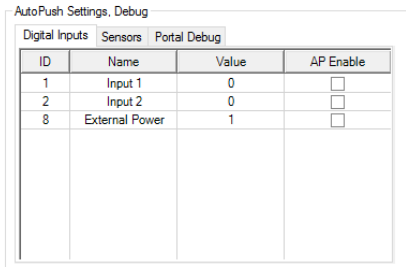 AutoPush Settings, Debug
Digital Inputs Sensors Portal Debug
ID Name Value AP Enable
1 Input 1 0
2 Input 2 0
8 External Power 1